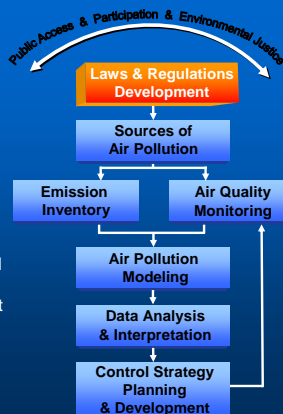 Public Access & Participation & Environmental Justice
Laws & Regulations
Development
Sources of
Air Pollution
Emission
Inventory
Air Quality
Monitoring
Air Pollution
Modeling
Data Analysis
& Interpretation
Control Strategy
Planning
& Development